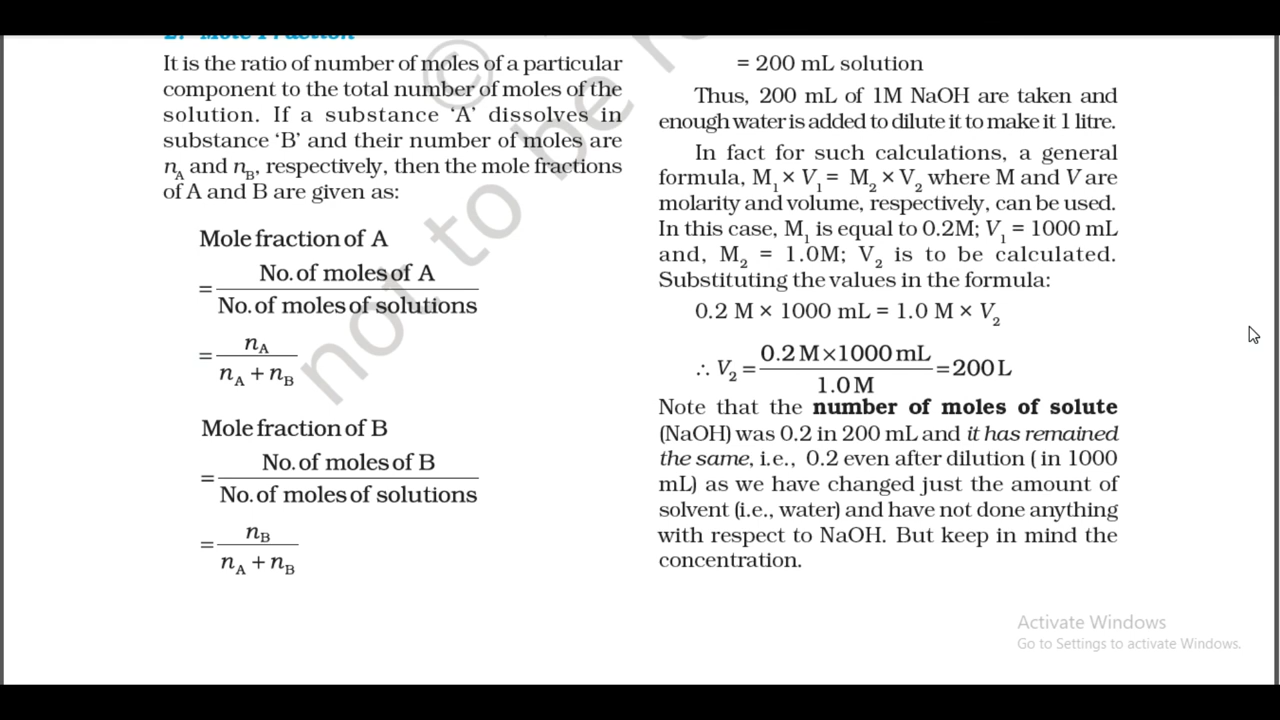 2. Mole Fraction
It is the ratio of number of moles of a particular
component to the total number of moles of the
solution. If a substance ‘A’ dissolves in
substance ‘B’ and their number of moles are
nA and nB, respectively, then the mole fractions
of A and B are given as:
Mole fraction of A
= No. of moles of A
No. of moles of solutions
= nA
nA + nB
Mole fraction of B
= No. of moles of B
No. of moles of solutions
= nB
nA + nB
= 200 mL solution
Thus, 200 mL of 1M NaOH are taken and
enough water is added to dilute it to make it 1 litre.
In fact for such calculations, a general
formula, M1 × V1 = M2 × V2 where M and V are
molarity and volume, respectively, can be used.
In this case, M1 is equal to 0.2M; V1 = 1000 mL
and, M2 = 1.0M; V2 is to be calculated.
Substituting the values in the formula:
0.2 M × 1000 mL = 1.0 M × V2
∴ V2 = 0.2 M×1000 mL = 200 L
1.0 M
Note that the number of moles of solute
(NaOH) was 0.2 in 200 mL and it has remained
the same, i.e., 0.2 even after dilution ( in 1000
mL) as we have changed just the amount of
solvent (i.e., water) and have not done anything
with respect to NaOH. But keep in mind the
concentration.
© not to be
Activate Windows
Go to Settings to activate Windows.